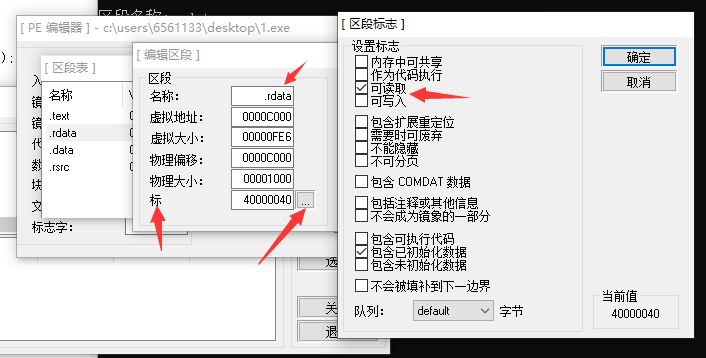 );
区段名称:
[ PE 编辑器 ] - c:\users\6561133\desktop\1.exe
[ 区段表 ]
名称
V
.text
0
.rdata
0
.data
0
.rsrc
0
入
镜
镜
代
数
块
文
标志字:
选
关
退
[ 编辑区段 ]
区段
名称:
.rdata
虚拟地址:
0000C000
虚拟大小:
00000FE6
物理偏移:
0000C000
物理大小:
00001000
标
40000040
...
[ 区段标志 ]
设置标志
内存中可共享
作为代码执行
可读取
可写入
包含扩展重定位
需要时可废弃
不能隐藏
不可分页
包含 COMDAT 数据
包括注释或其他信息
不会成为镜象的一部分
包含可执行代码
包含已初始化数据
包含未初始化数据
不会被填补到下一边界
队列: default 字节
确定
取消
当前值
40000040